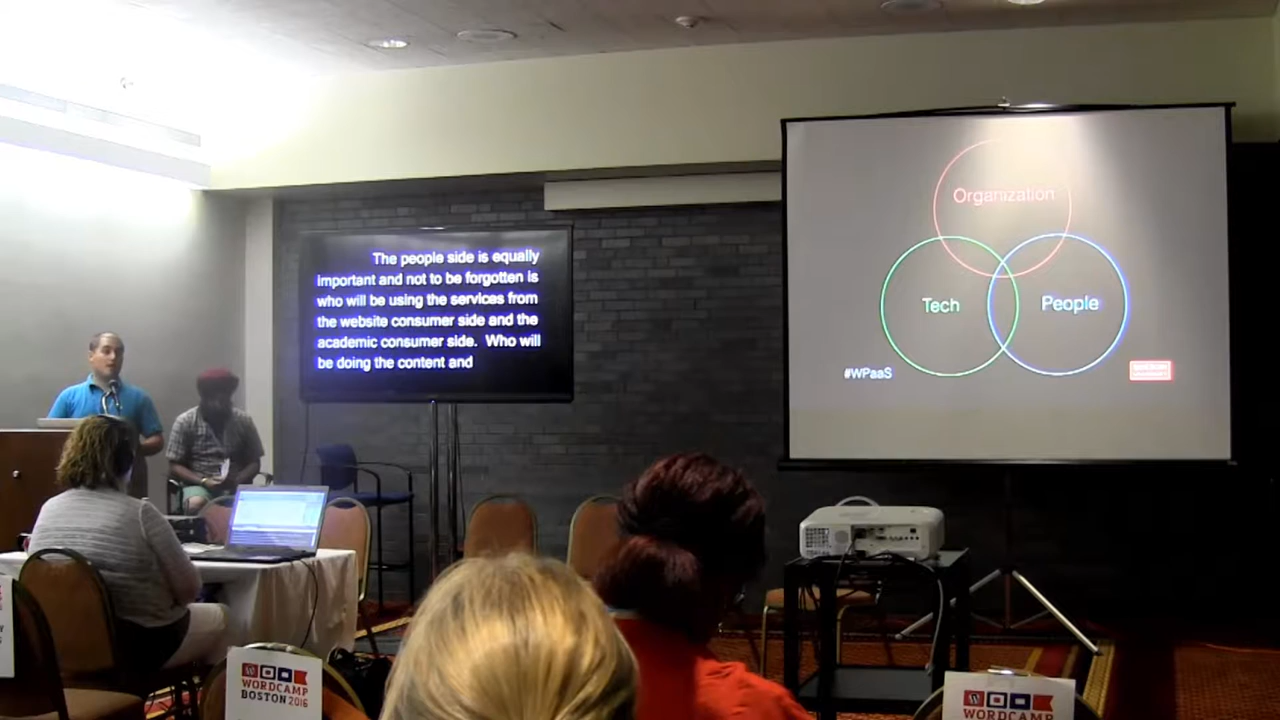 The people side is equally
important and not to be forgotten is
who will be using the services from
the website consumer side and the
academic consumer side.  Who will
be doing the content and
Organization
Tech
People
#WPaaS
WORDCAMP
BOSTON 2016
WORDCAMP